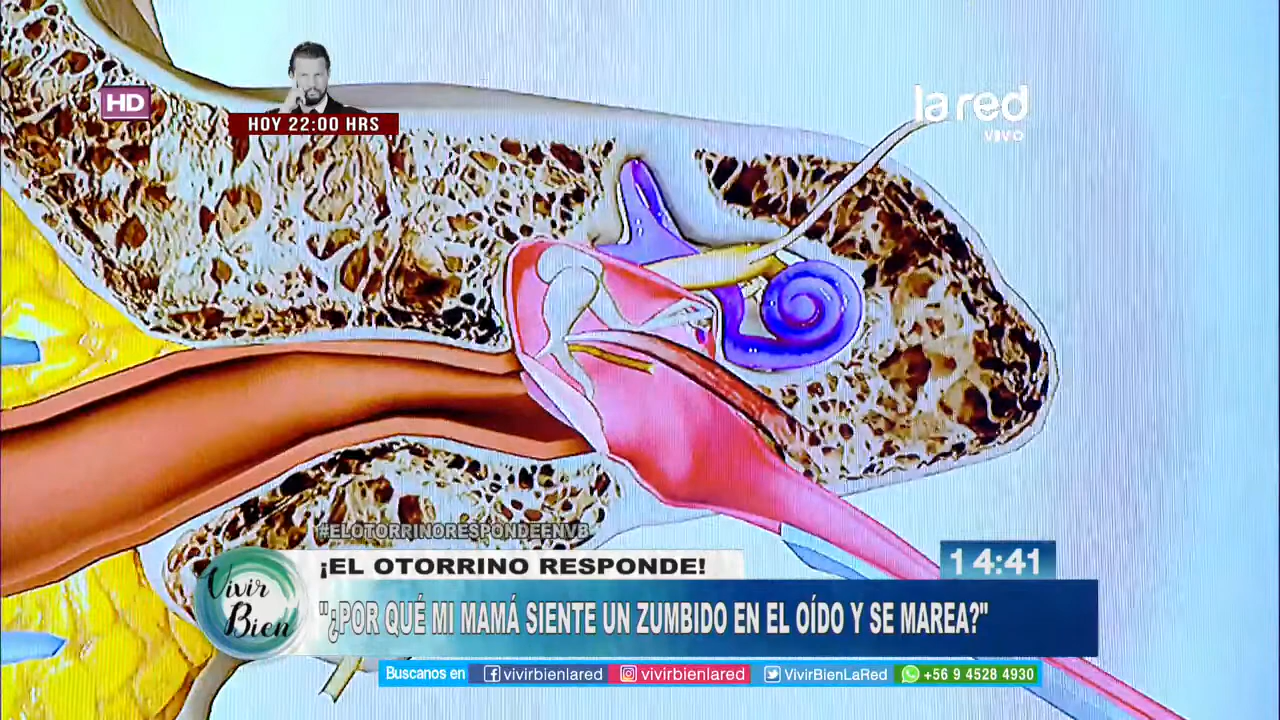 HD
HOY 22:00 HRS
la red
VIVO
#ELOTORRINORESPONDEENVB
¡EL OTORRINO RESPONDE!
14:41
Vivir
Bien
"¿POR QUÉ MI MAMÁ SIENTE UN ZUMBIDO EN EL OÍDO Y SE MAREA?"
Buscanos en vivirbienlared vivirbienlared VivirBienLaRed +56 9 4528 4930